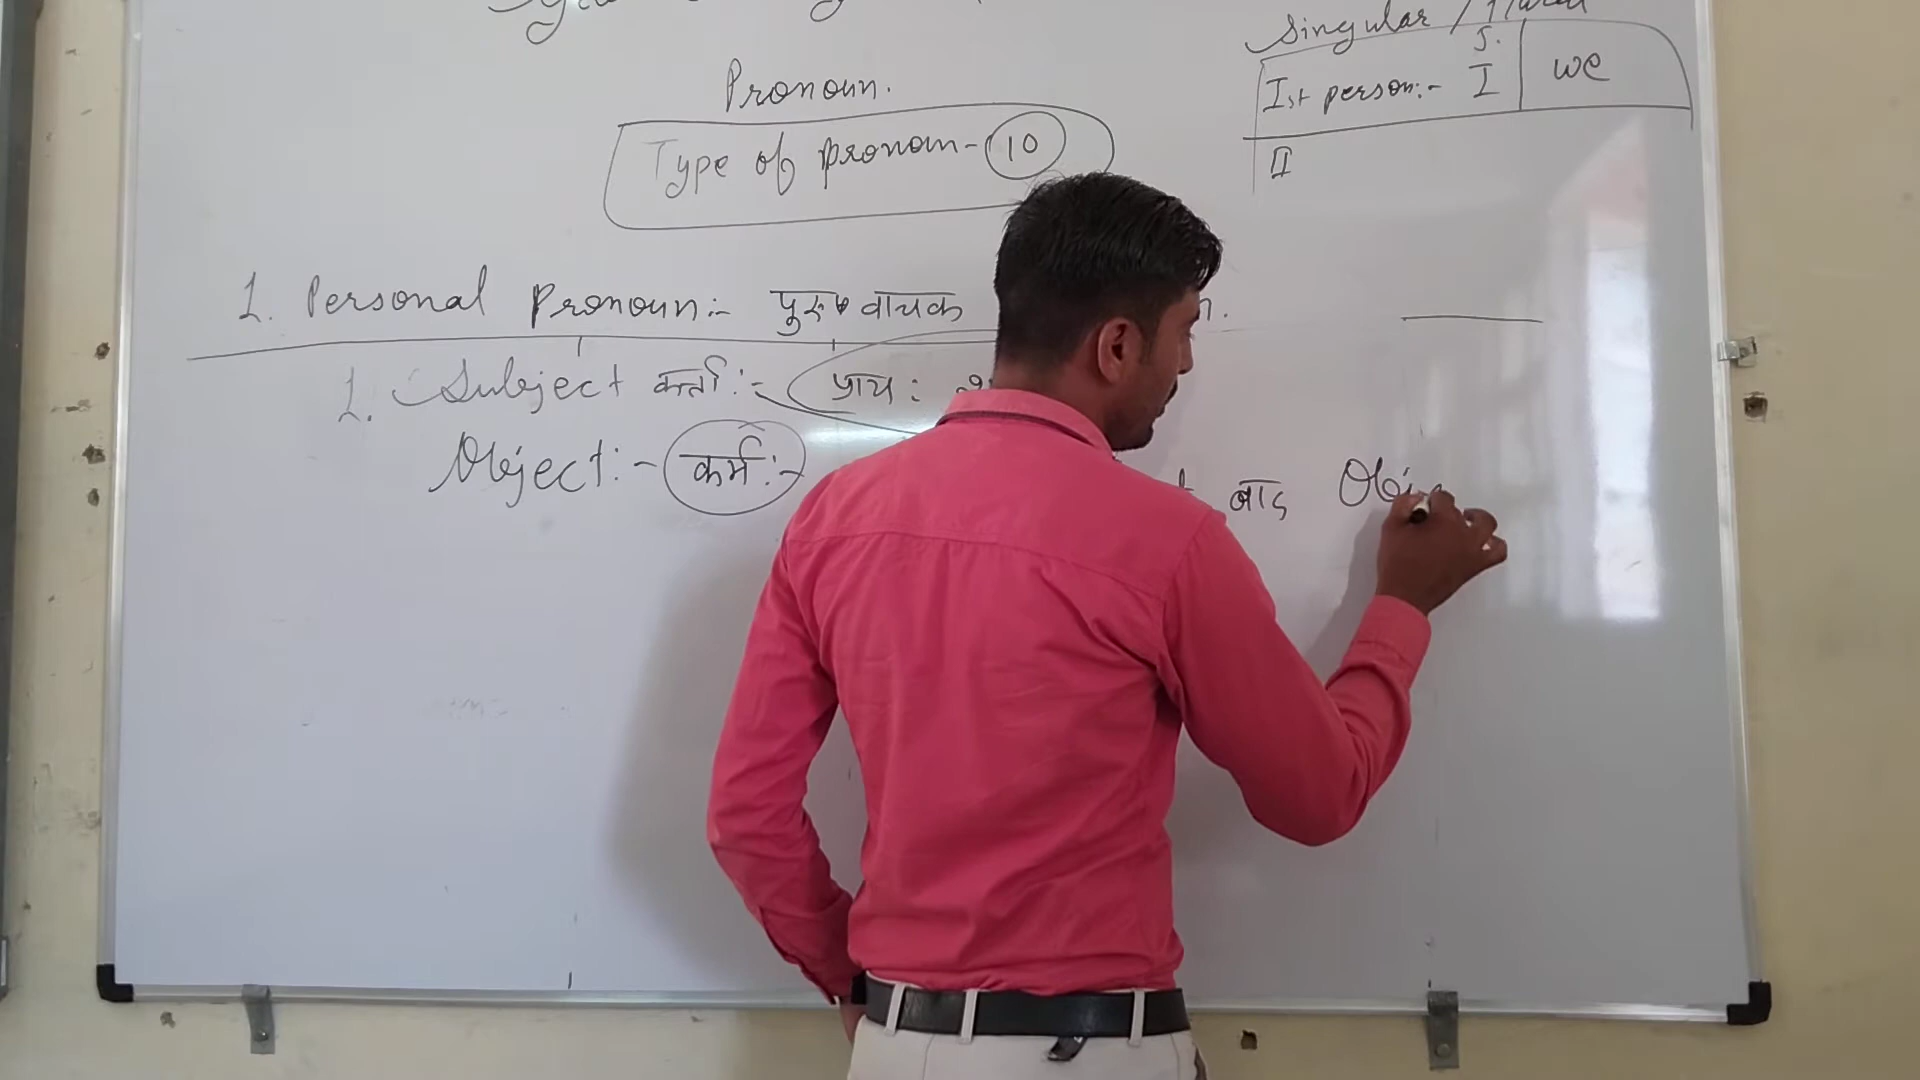 Pronoun.
Type of pronoun- 10
Singular / Plural
S.
Ist person:- I we
II
1. Personal Pronoun:- पुरुषवाचक
1. Subject कर्ता:- प्रायः
Object:- कर्म:- बाद Obj